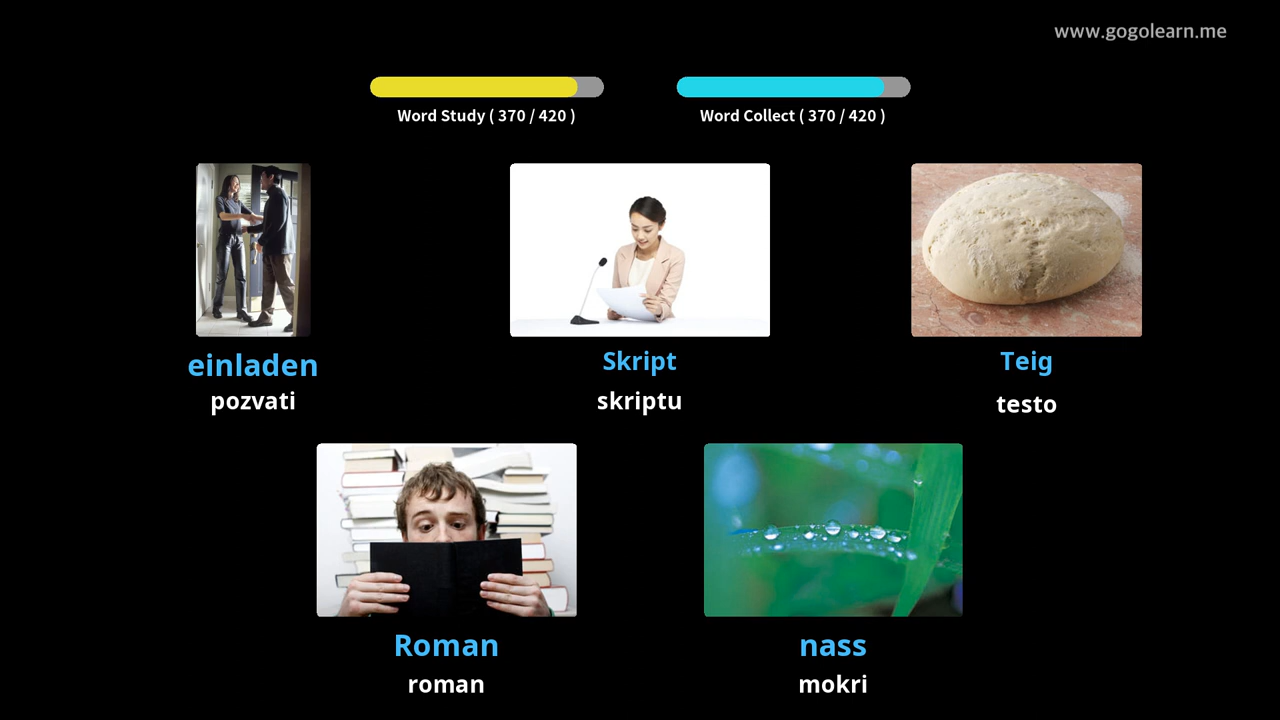 www.gogolearn.me
Word Study ( 370 / 420 )
Word Collect ( 370 / 420 )
einladen
pozvati
Skript
skriptu
Teig
testo
Roman
roman
nass
mokri